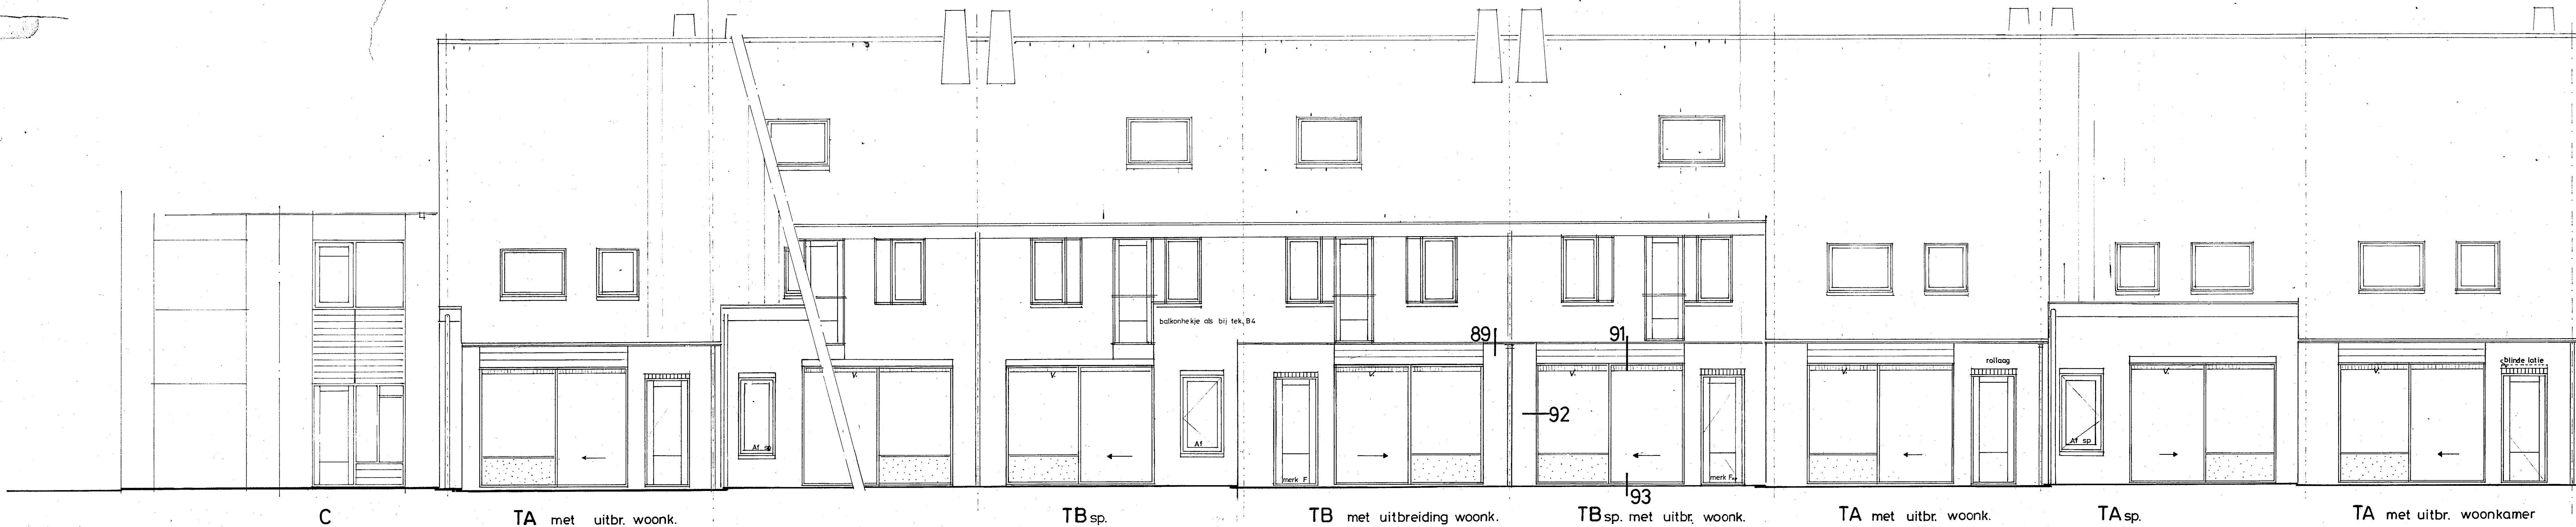 balkonhekje als bij tek. B4
89
91
rollaag
blinde latie
V.
V.
V.
V.
V.
V.
92
Af sp
Af
Af sp
merk F
merk F
93
C
TA met uitbr. woonk.
TB sp.
TB met uitbreiding woonk.
TB sp. met uitbr. woonk.
TA met uitbr. woonk.
TA sp.
TA met uitbr. woonkamer